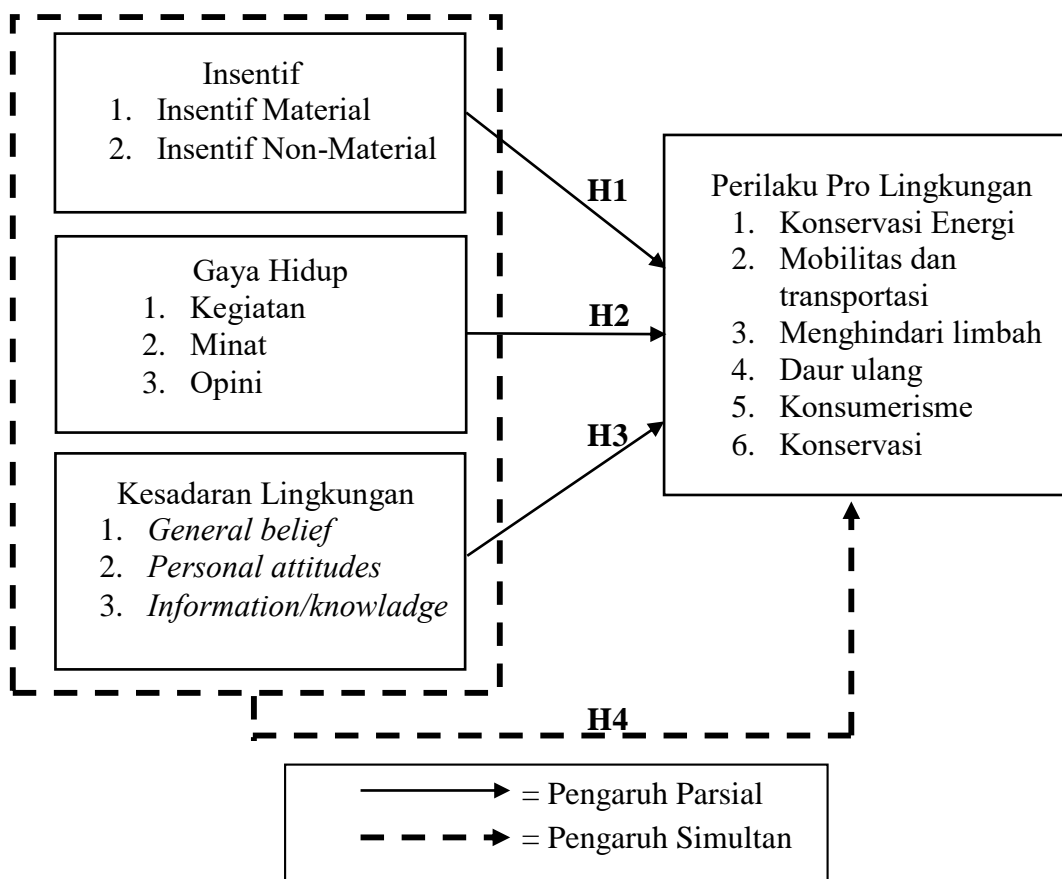 Insentif
1. Insentif Material
2. Insentif Non-Material
H1
Gaya Hidup
1. Kegiatan
2. Minat
3. Opini
H2
Kesadaran Lingkungan
1. General belief
2. Personal attitudes
3. Information/knowladge
H3
Perilaku Pro Lingkungan
1. Konservasi Energi
2. Mobilitas dan
transportasi
3. Menghindari limbah
4. Daur ulang
5. Konsumerisme
6. Konservasi
H4
= Pengaruh Parsial
= Pengaruh Simultan